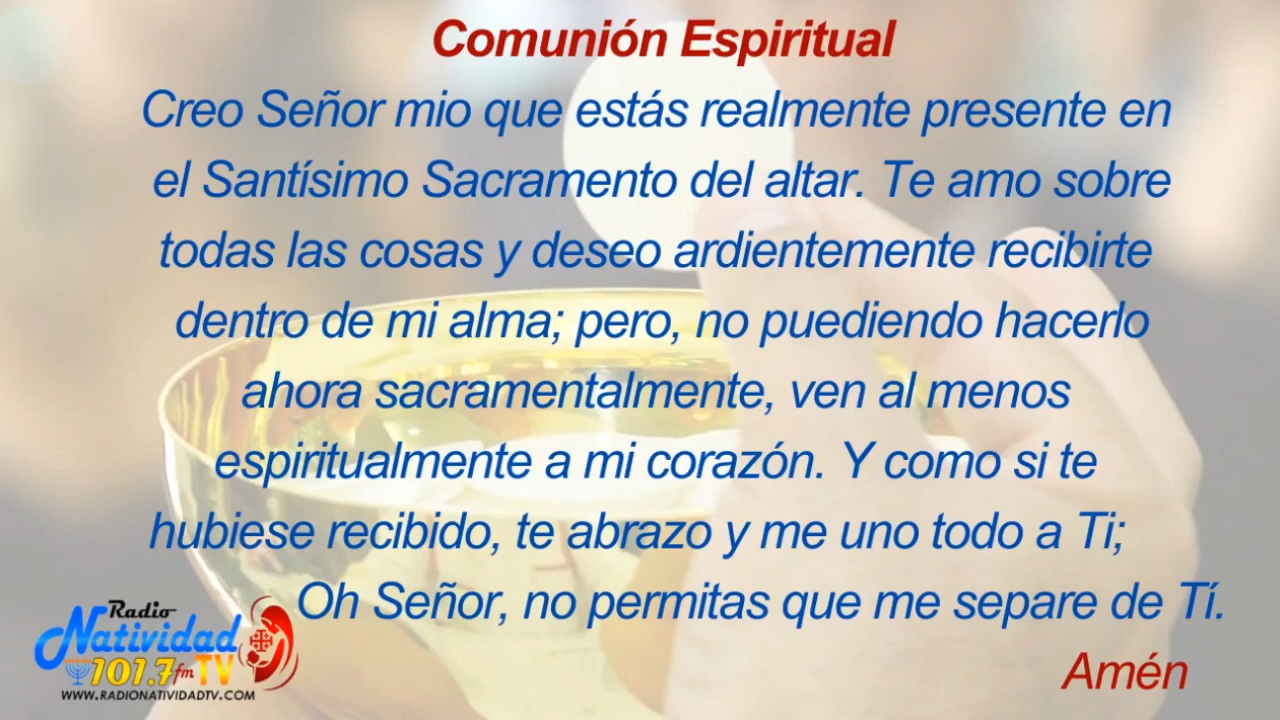 Comunión Espiritual
Creo Señor mio que estás realmente presente en
el Santísimo Sacramento del altar. Te amo sobre
todas las cosas y deseo ardientemente recibirte
dentro de mi alma; pero, no puediendo hacerlo
ahora sacramentalmente, ven al menos
espiritualmente a mi corazón. Y como si te
hubiese recibido, te abrazo y me uno todo a Ti;
Oh Señor, no permitas que me separe de Tí.
Amén
Radio
Natividad
101.7 fm TV
WWW.RADIONATIVIDADTV.COM